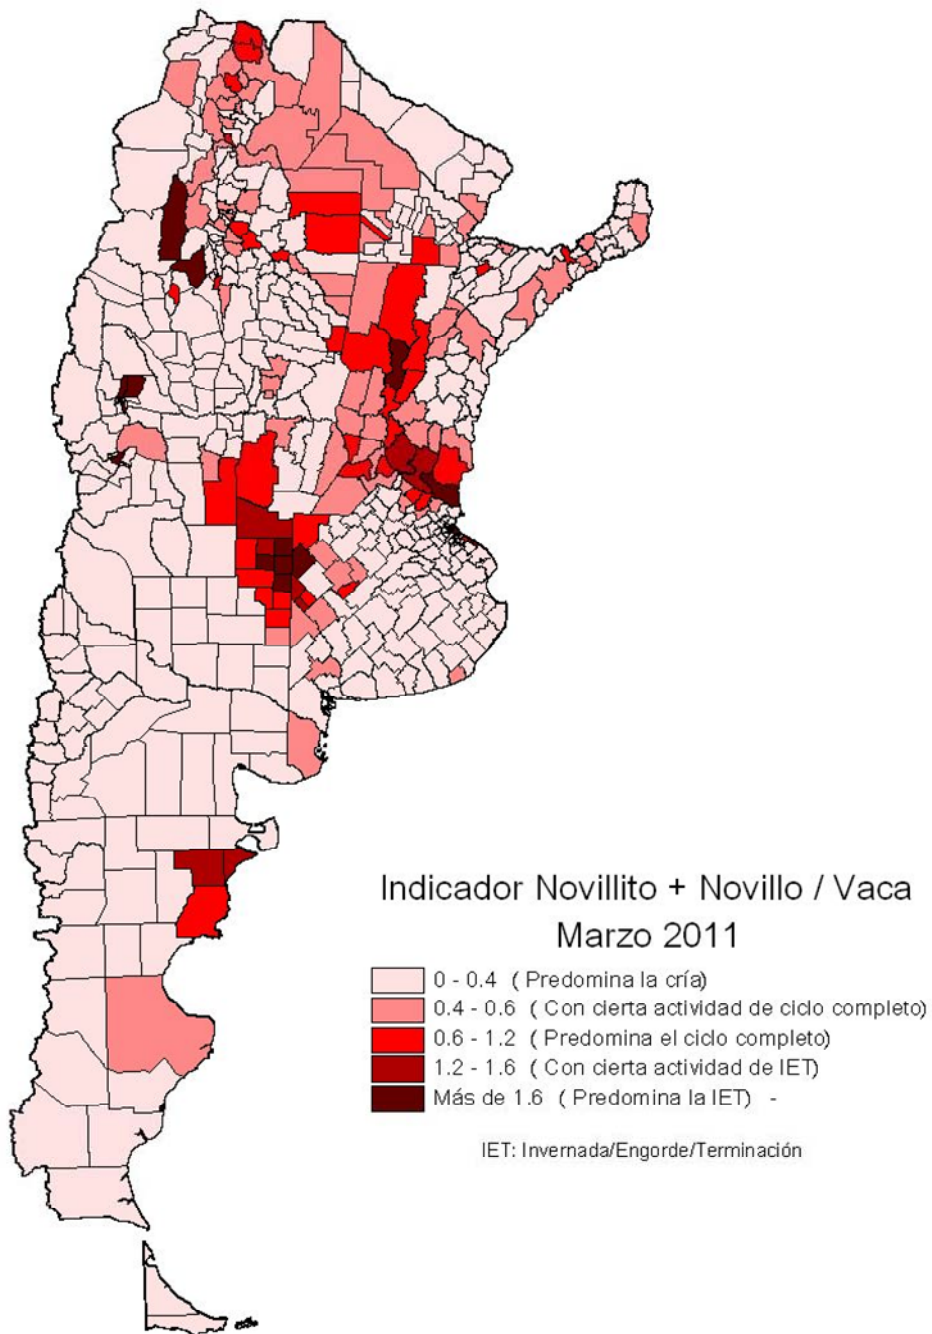 Indicador Novillito + Novillo / Vaca
Marzo 2011
0 - 0.4 ( Predomina la cría)
0.4 - 0.6 ( Con cierta actividad de ciclo completo)
0.6 - 1.2 ( Predomina el ciclo completo)
1.2 - 1.6 ( Con cierta actividad de IET)
Más de 1.6 ( Predomina la IET) -
IET: Invernada/Engorde/Terminación